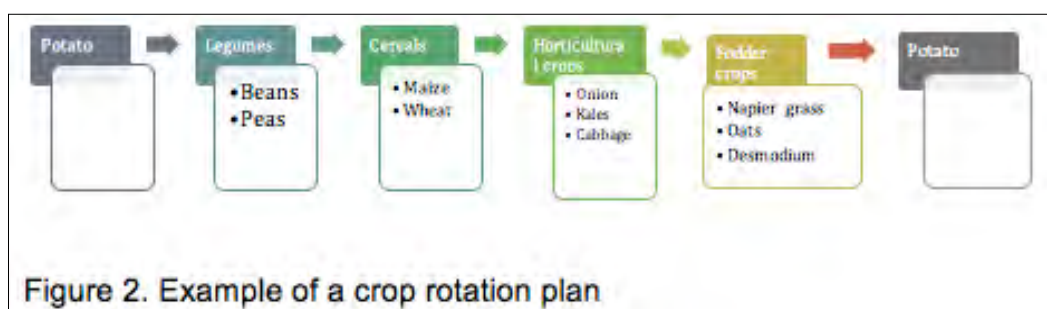 Potato
Legumes
•Beans
•Peas
Cereals
• Maize
• Wheat
Horticultura
l crops
• Onion
• Kales
• Cabbage
Fodder
crops
• Napier grass
• Oats
• Desmodium
Potato
Figure 2. Example of a crop rotation plan